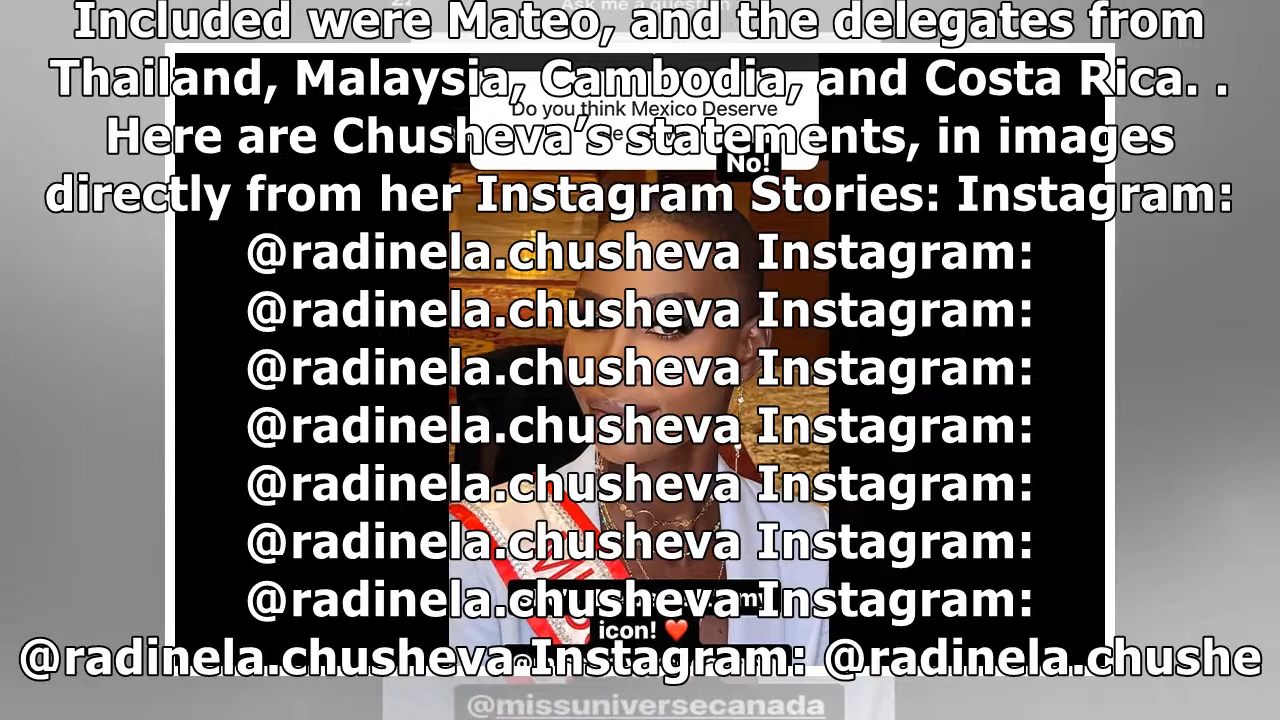 Ask me a question
Included were Mateo, and the delegates from
Thailand, Malaysia, Cambodia, and Costa Rica. .
Do you think Mexico Deserve
Here are Chusheva’s statements, in images
No!
directly from her Instagram Stories: Instagram:
@radinela.chusheva Instagram:
@radinela.chusheva Instagram:
@radinela.chusheva Instagram:
@radinela.chusheva Instagram:
@radinela.chusheva Instagram:
@radinela.chusheva Instagram:
@radinela.chusheva Instagram:
icon! ❤️
@radinela.chusheva Instagram: @radinela.chushe
@missuniversecanada